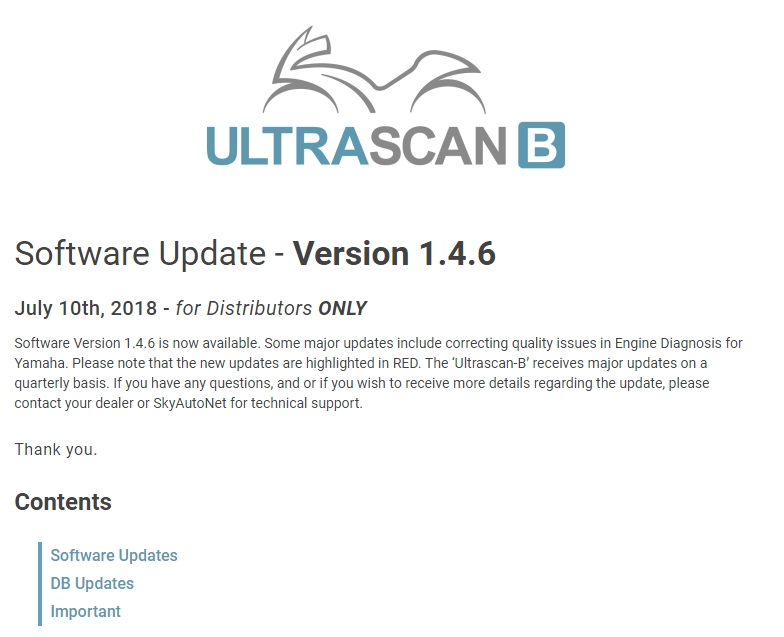 ULTRASCAN B
Software Update - Version 1.4.6
July 10th, 2018 - for Distributors ONLY
Software Version 1.4.6 is now available. Some major updates include correcting quality issues in Engine Diagnosis for
Yamaha. Please note that the new updates are highlighted in RED. The ‘Ultrascan-B’ receives major updates on a
quarterly basis. If you have any questions, and or if you wish to receive more details regarding the update, please
contact your dealer or SkyAutoNet for technical support.
Thank you.
Contents
Software Updates
DB Updates
Important